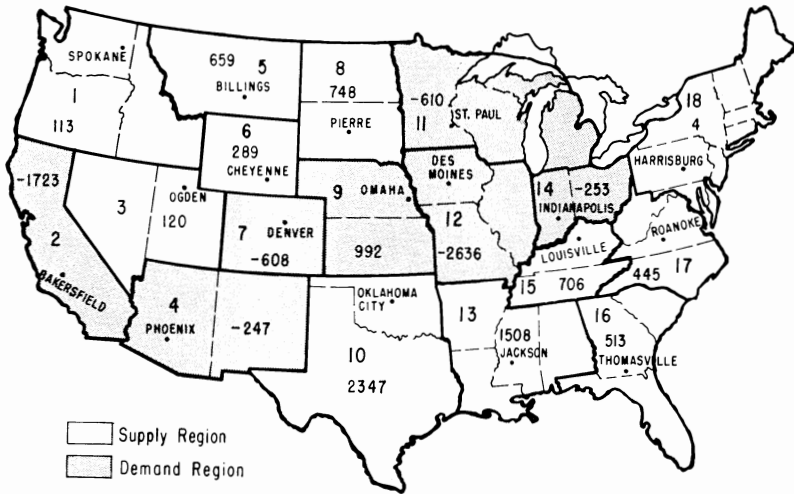 SPOKANE
1
113
659 5
BILLINGS
8
748
PIERRE
-610
11
ST. PAUL
18
4
HARRISBURG
6
289
CHEYENNE
-1723
2
BAKERSFIELD
3
OGDEN
120
7 DENVER
-608
9 OMAHA
992
DES
MOINES
12
-2636
14 -253
INDIANAPOLIS
LOUISVILLE
15 706
ROANOKE
445 17
4
PHOENIX
-247
OKLAHOMA
CITY
10
2347
13
1508
JACKSON
16
513
THOMASVILLE
Supply Region
Demand Region